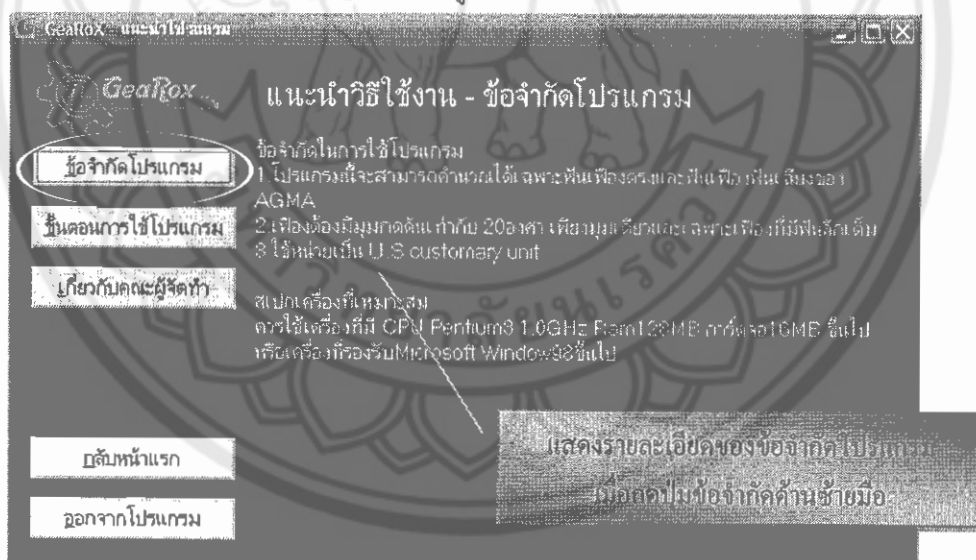 GeaRoX - แนะนำโปรแกรม
GeaRox
แนะนำวิธีใช้งาน - ข้อจำกัดโปรแกรม
ข้อจำกัดโปรแกรม
ขั้นตอนการใช้โปรแกรม
เกี่ยวกับคณะผู้จัดทำ
กลับหน้าแรก
ออกจากโปรแกรม
ข้อจำกัดในการใช้โปรแกรม
1.โปรแกรมนี้จะสามารถคำนวณได้เฉพาะฟันเฟืองตรงและฟันเฟืองฟันเฉียงของ
AGMA
2.เฟืองต้องมีมุมกดดันเท่ากับ 20องศา เพียงมุมเดียวและเฉพาะเฟืองที่มีฟันลึกเต็ม
3.ใช้หน่วยเป็น U.S customary unit
สเปกเครื่องที่เหมาะสม
ควรใช้เครื่องที่มี CPU Pentium3 1.0GHz Ram128MB การ์ดจอ16MB ขึ้นไป
หรือเครื่องที่รองรับMicrosoft Window98ขึ้นไป
แสดงรายละเอียดของข้อจำกัดโปรแกรม
เมื่อกดปุ่มข้อจำกัดด้านซ้ายมือ